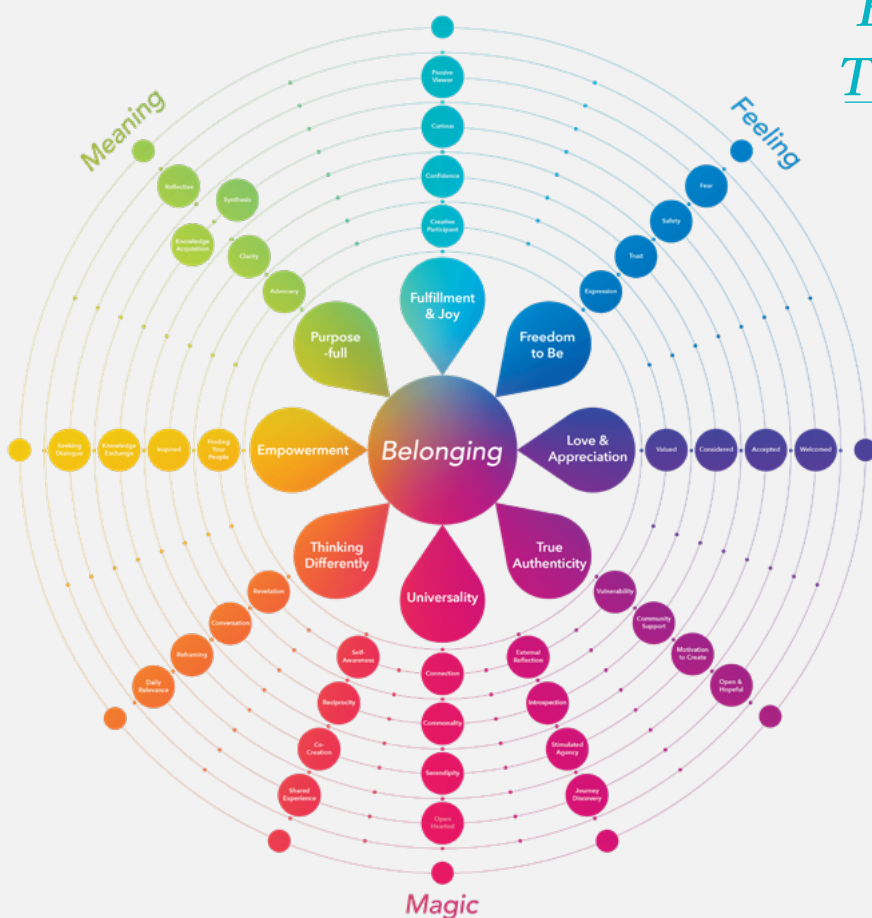 Meaning
Feeling
Magic
Belonging
Fulfillment
& Joy
Freedom
to Be
Love &
Appreciation
True
Authenticity
Universality
Thinking
Differently
Empowerment
Purpose
-full
Passive
Viewer
Curious
Confidence
Creative
Participant
Fear
Safety
Trust
Expression
Valued
Considered
Accepted
Welcomed
Vulnerability
Community
Support
Motivation
to Create
Open &
Hopeful
External
Reflection
Introspection
Stimulated
Agency
Journey
Discovery
Connection
Commonality
Serendipity
Open
Hearted
Self-
Awareness
Reciprocity
Co-
Creation
Shared
Experience
Revelation
Conversation
Reframing
Daily
Relevance
Seeking
Dialogue
Knowledge
Exchange
Inspired
Finding
Your
People
Reflective
Synthesis
Knowledge
Acquisition
Clarity
Advocacy
T